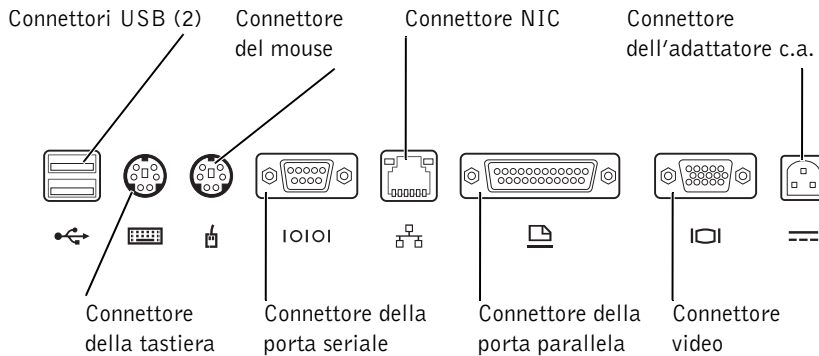 Connettori USB (2)
Connettore
del mouse
Connettore NIC
Connettore
dell'adattatore c.a.
IOIOI
Connettore
della tastiera
Connettore della
porta seriale
Connettore della
porta parallela
Connettore
video